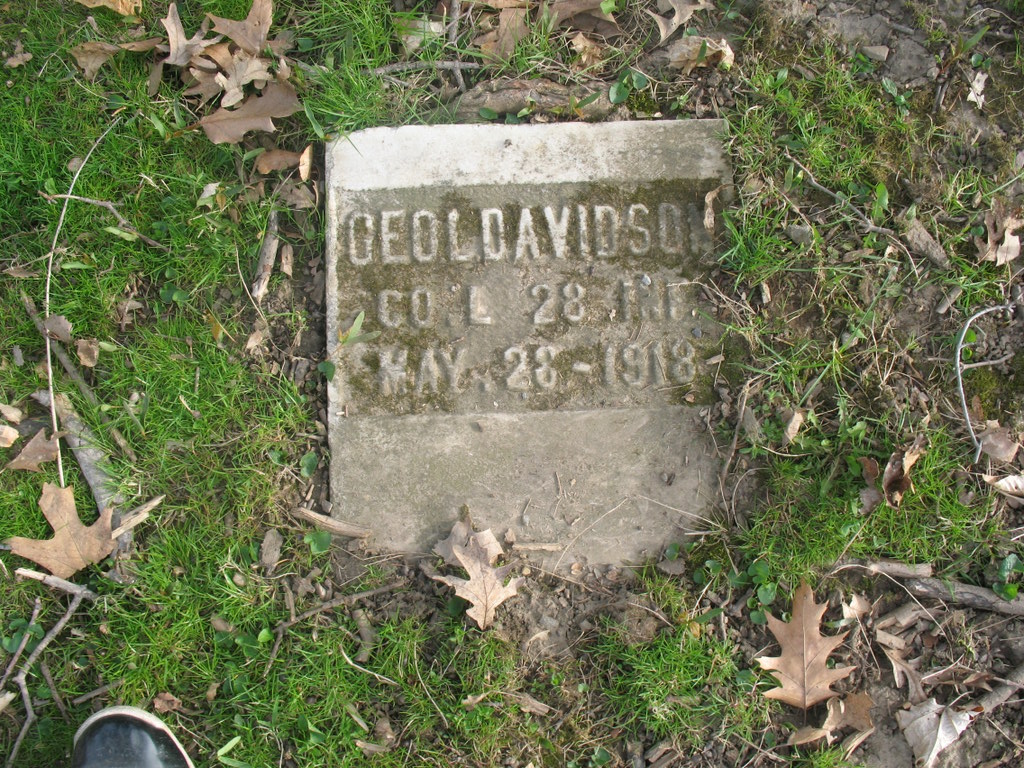 GEO L DAVIDSON
CO. L 28 INF.
MAY. 28-1918